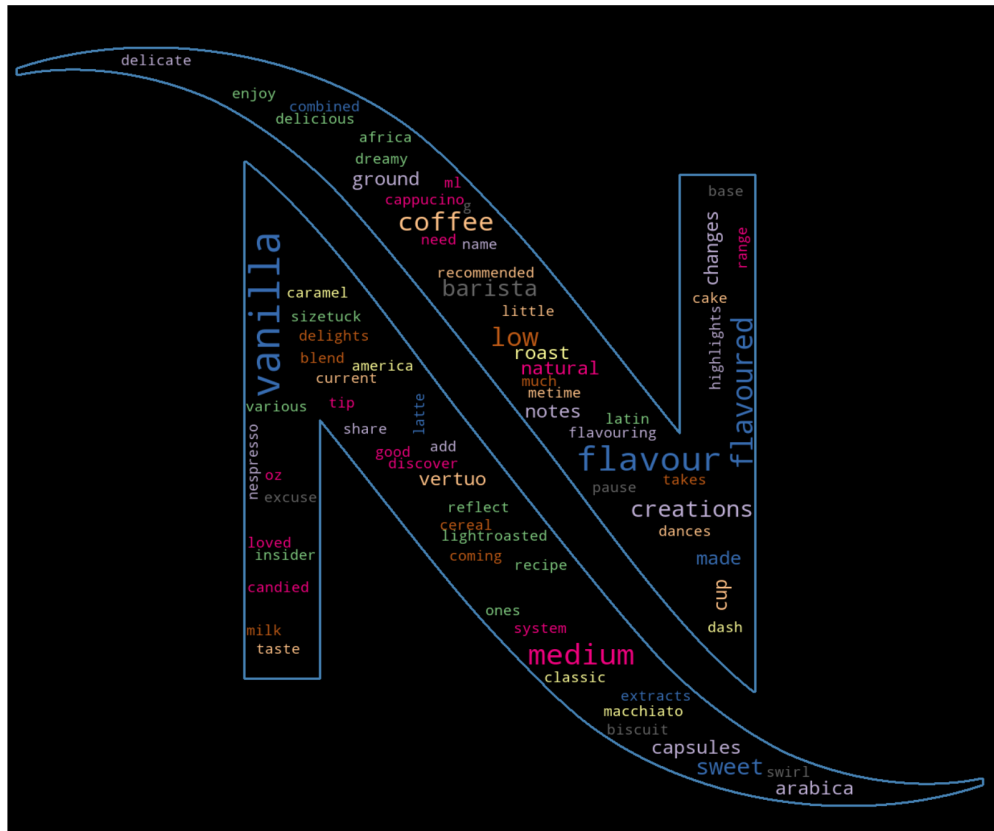 delicate
enjoy
combined
delicious
africa
dreamy
ground
ml
cappucino
g
coffee
need name
recommended
barista
little
low
roast
natural
much
metime
notes
latin
flavouring
flavour
pause
takes
creations
dances
made
cup
dash
base
changes
range
cake
highlights
flavoured
vanilla
caramel
sizetuck
delights
blend
america
current
various
tip
latte
share
add
good
discover
vertuo
nespresso
oz
excuse
reflect
cereal
lightroasted
coming
recipe
loved
insider
candied
milk
taste
ones
system
medium
classic
extracts
macchiato
biscuit
capsules
sweet swirl
arabica